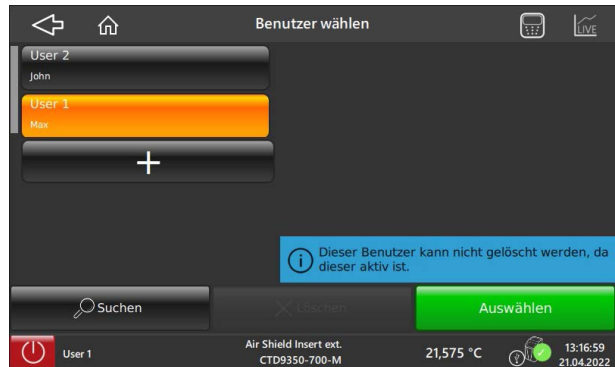 Benutzer wählen
LIVE
User 2
John
User 1
Max
+
Dieser Benutzer kann nicht gelöscht werden, da
dieser aktiv ist.
Suchen
Löschen
Auswählen
User 1
Air Shield Insert ext.
CTD9350-700-M
21,575 °C
13:16:59
21.04.2022